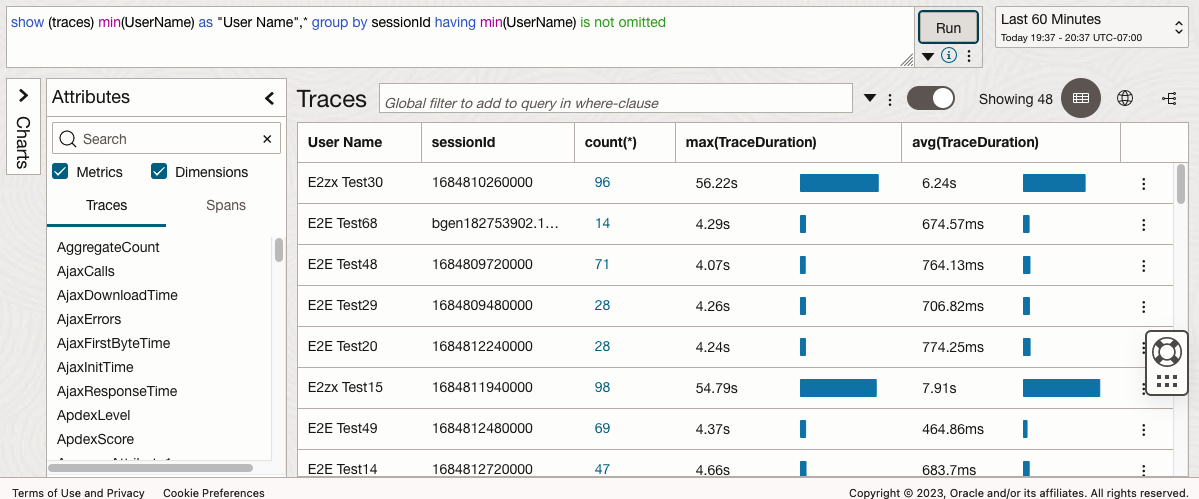 show (traces) min(UserName) as "User Name",* group by sessionId having min(UserName) is not omitted
Run
Last 60 Minutes
Today 19:37 - 20:37 UTC-07:00
Charts
Attributes
Search
Metrics Dimensions
Traces Spans
AggregateCount
AjaxCalls
AjaxDownloadTime
AjaxErrors
AjaxFirstByteTime
AjaxInitTime
AjaxResponseTime
ApdexLevel
ApdexScore
Traces Global filter to add to query in where-clause Showing 48
User Name sessionId count(*) max(TraceDuration) avg(TraceDuration)
E2zx Test30 1684810260000 96 56.22s 6.24s
E2E Test68 bgen182753902.1... 14 4.29s 674.57ms
E2E Test48 1684809720000 71 4.07s 764.13ms
E2E Test29 1684809480000 28 4.26s 706.82ms
E2E Test20 1684812240000 28 4.24s 774.25ms
E2zx Test15 1684811940000 98 54.79s 7.91s
E2E Test49 1684812480000 69 4.37s 464.86ms
E2E Test14 1684812720000 47 4.66s 683.7ms
Terms of Use and Privacy Cookie Preferences
Copyright © 2023, Oracle and/or its affiliates. All rights reserved.